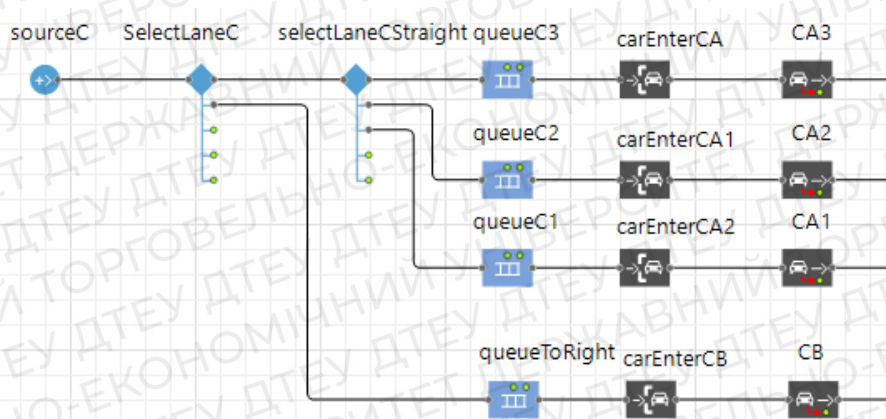 sourceC SelectLaneC selectLaneCStraight queueC3 carEnterCA CA3
queueC2 carEnterCA1 CA2
queueC1 carEnterCA2 CA1
queueToRight carEnterCB CB